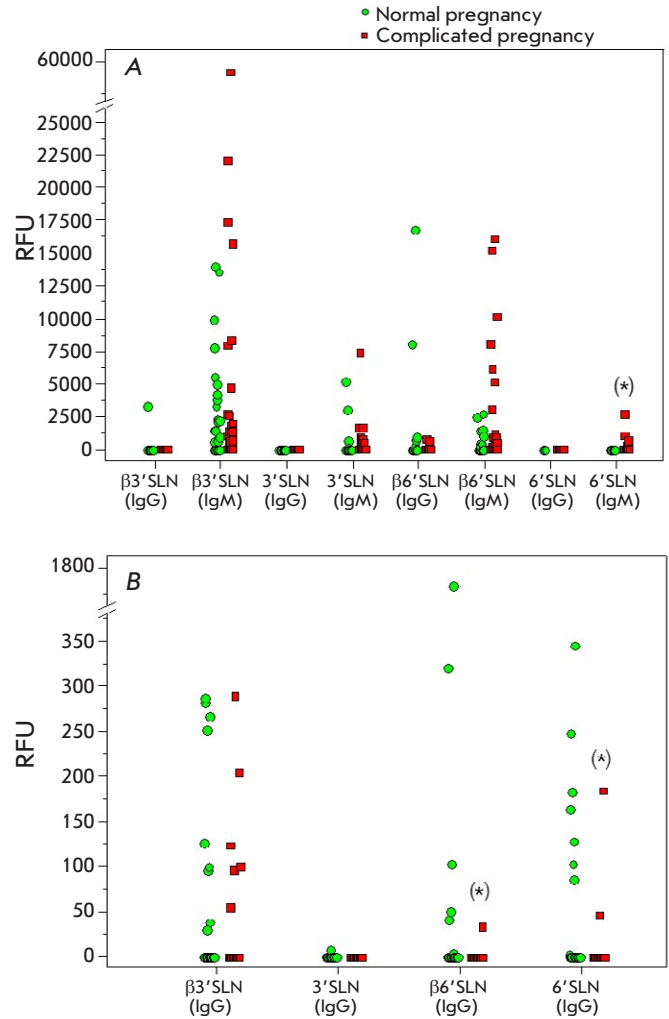 Normal pregnancy
Complicated pregnancy
A
60000
25000
22500
20000
17500
15000
12500
10000
7500
5000
2500
0
RFU
(*)
β3′SLN β3′SLN 3′SLN 3′SLN β6′SLN β6′SLN 6′SLN 6′SLN
(IgG) (IgM) (IgG) (IgM) (IgG) (IgM) (IgG) (IgM)
B
1800
350
300
250
200
150
100
50
0
RFU
(*)
(*)
β3′SLN 3′SLN β6′SLN 6′SLN
(IgG) (IgG) (IgG) (IgG)